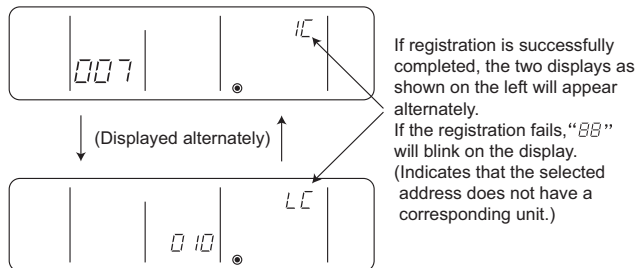 IC
007
(Displayed alternately)
LC
010
If registration is successfully
completed, the two displays as
shown on the left will appear
alternately.
If the registration fails,“88”
will blink on the display.
(Indicates that the selected
address does not have a
corresponding unit.)